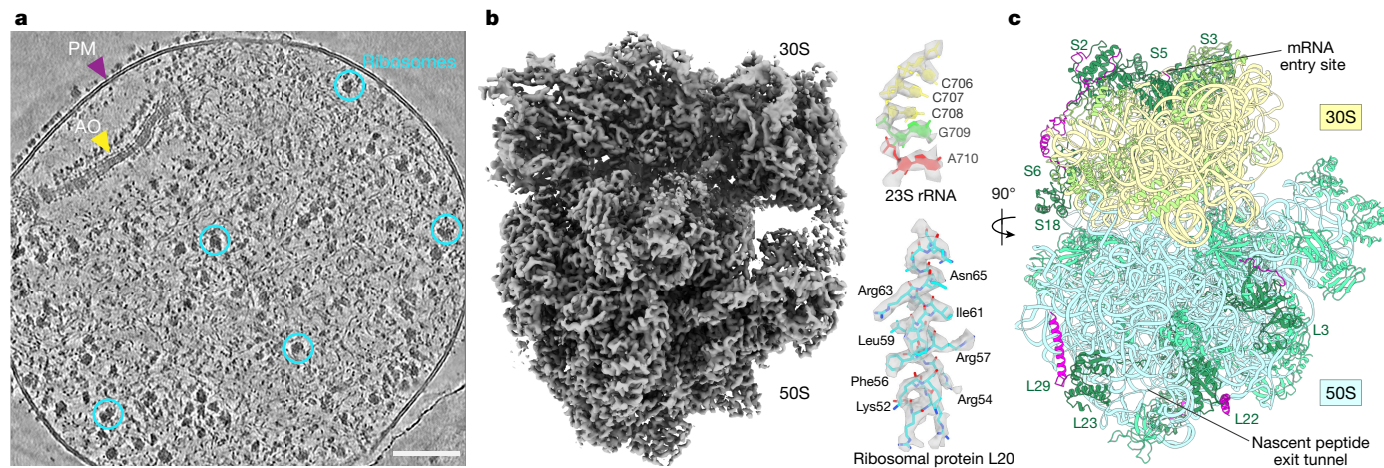 a
PM
Ribosomes
AO
b
30S
50S
C706
C707
C708
G709
A710
23S rRNA
Asn65
Arg63
Ile61
Leu59
Arg57
Phe56
Lys52
Arg54
Ribosomal protein L20
90°
c
S2
S5
S3
mRNA
entry site
30S
S6
S18
L3
L29
L23
L22
50S
Nascent peptide
exit tunnel